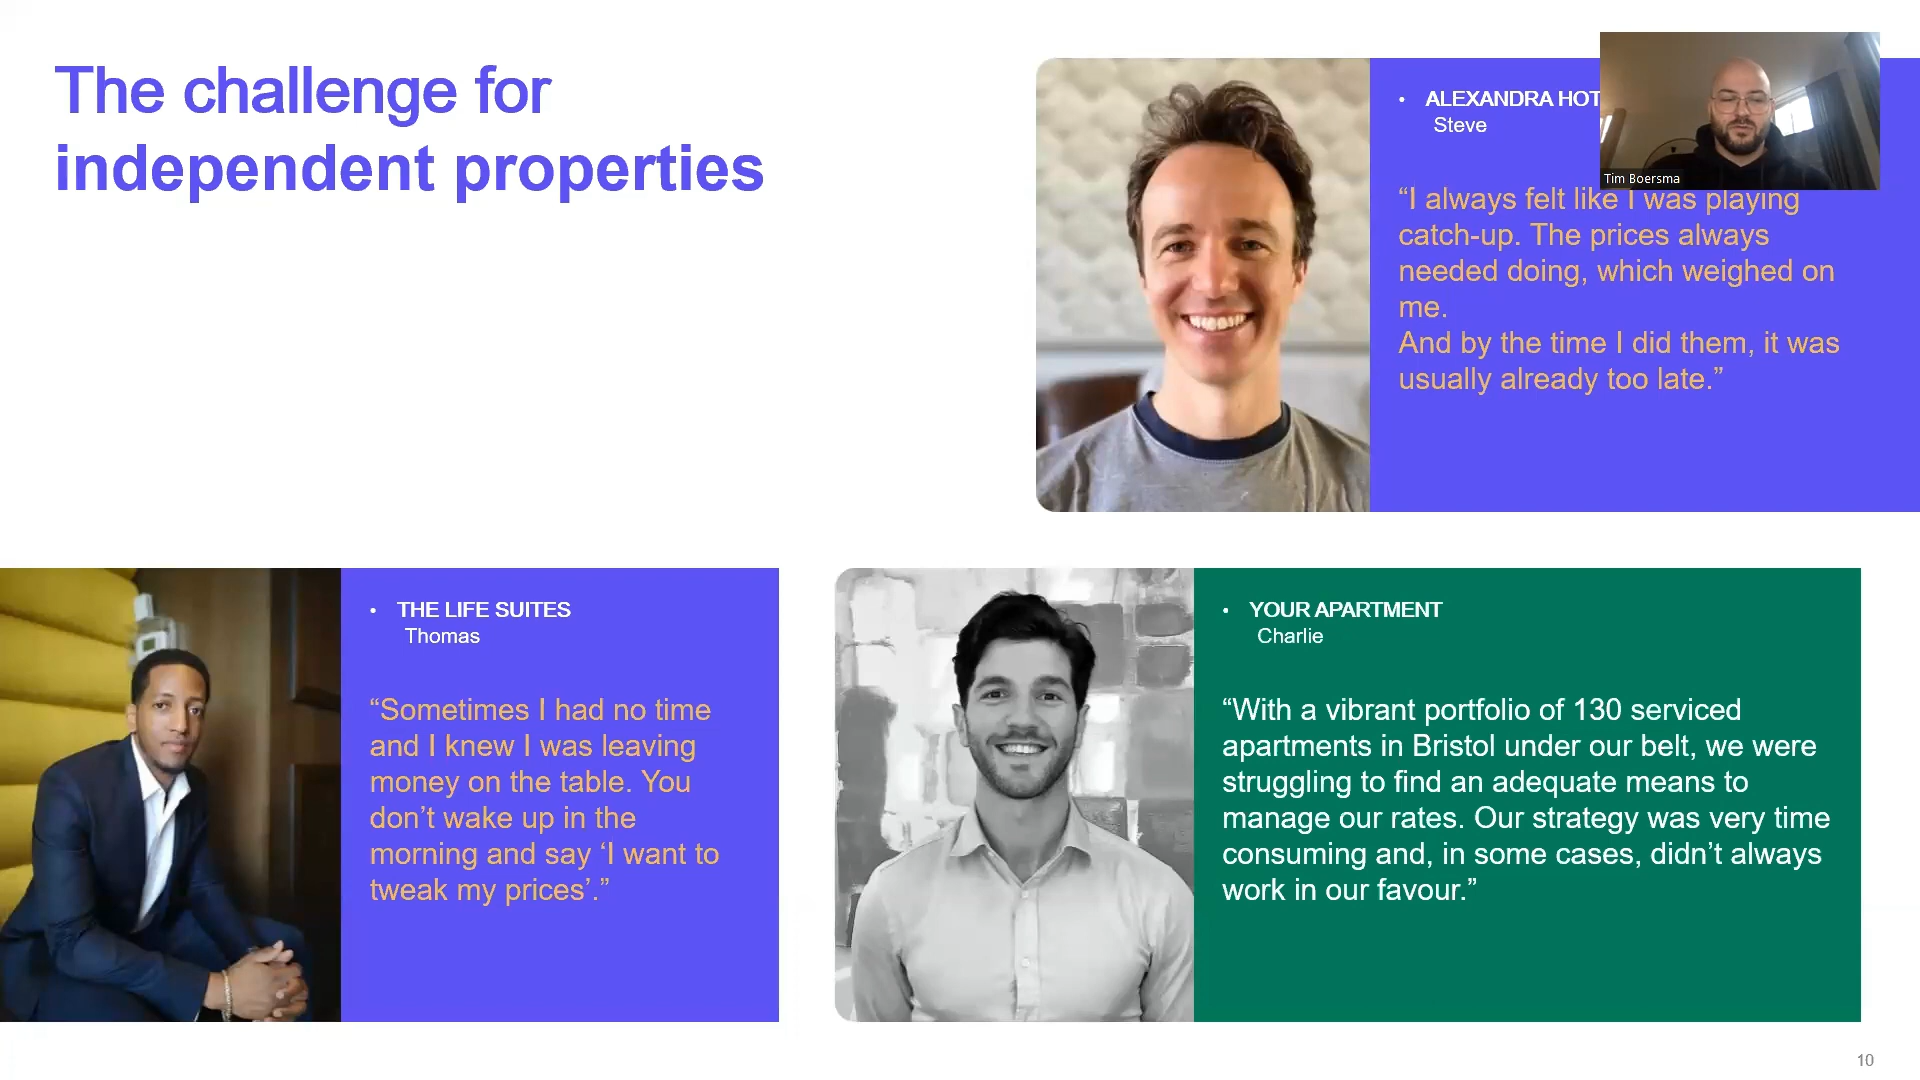 The challenge for
independent properties
• ALEXANDRA HOT
Steve
Tim Boersma
“I always felt like I was playing
catch-up. The prices always
needed doing, which weighed on
me.
And by the time I did them, it was
usually already too late.”
• THE LIFE SUITES
Thomas
“Sometimes I had no time
and I knew I was leaving
money on the table. You
don’t wake up in the
morning and say ‘I want to
tweak my prices’.”
• YOUR APARTMENT
Charlie
“With a vibrant portfolio of 130 serviced
apartments in Bristol under our belt, we were
struggling to find an adequate means to
manage our rates. Our strategy was very time
consuming and, in some cases, didn’t always
work in our favour.”
10